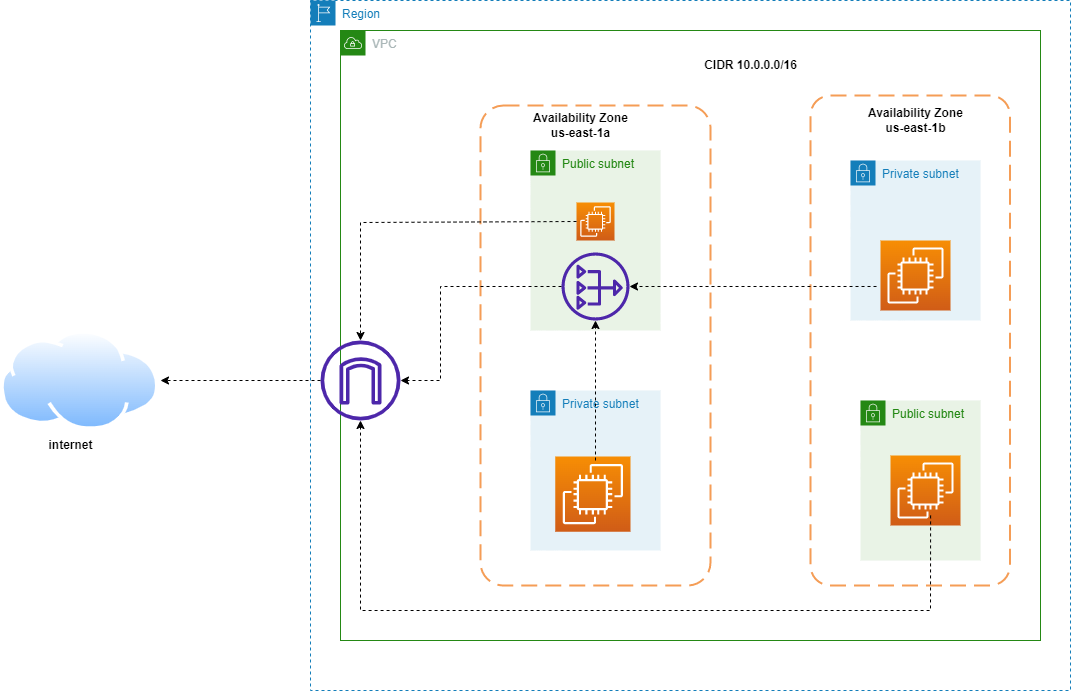 Region
VPC
CIDR 10.0.0.0/16
Availability Zone
us-east-1a
Public subnet
Private subnet
Availability Zone
us-east-1b
Private subnet
Public subnet
internet